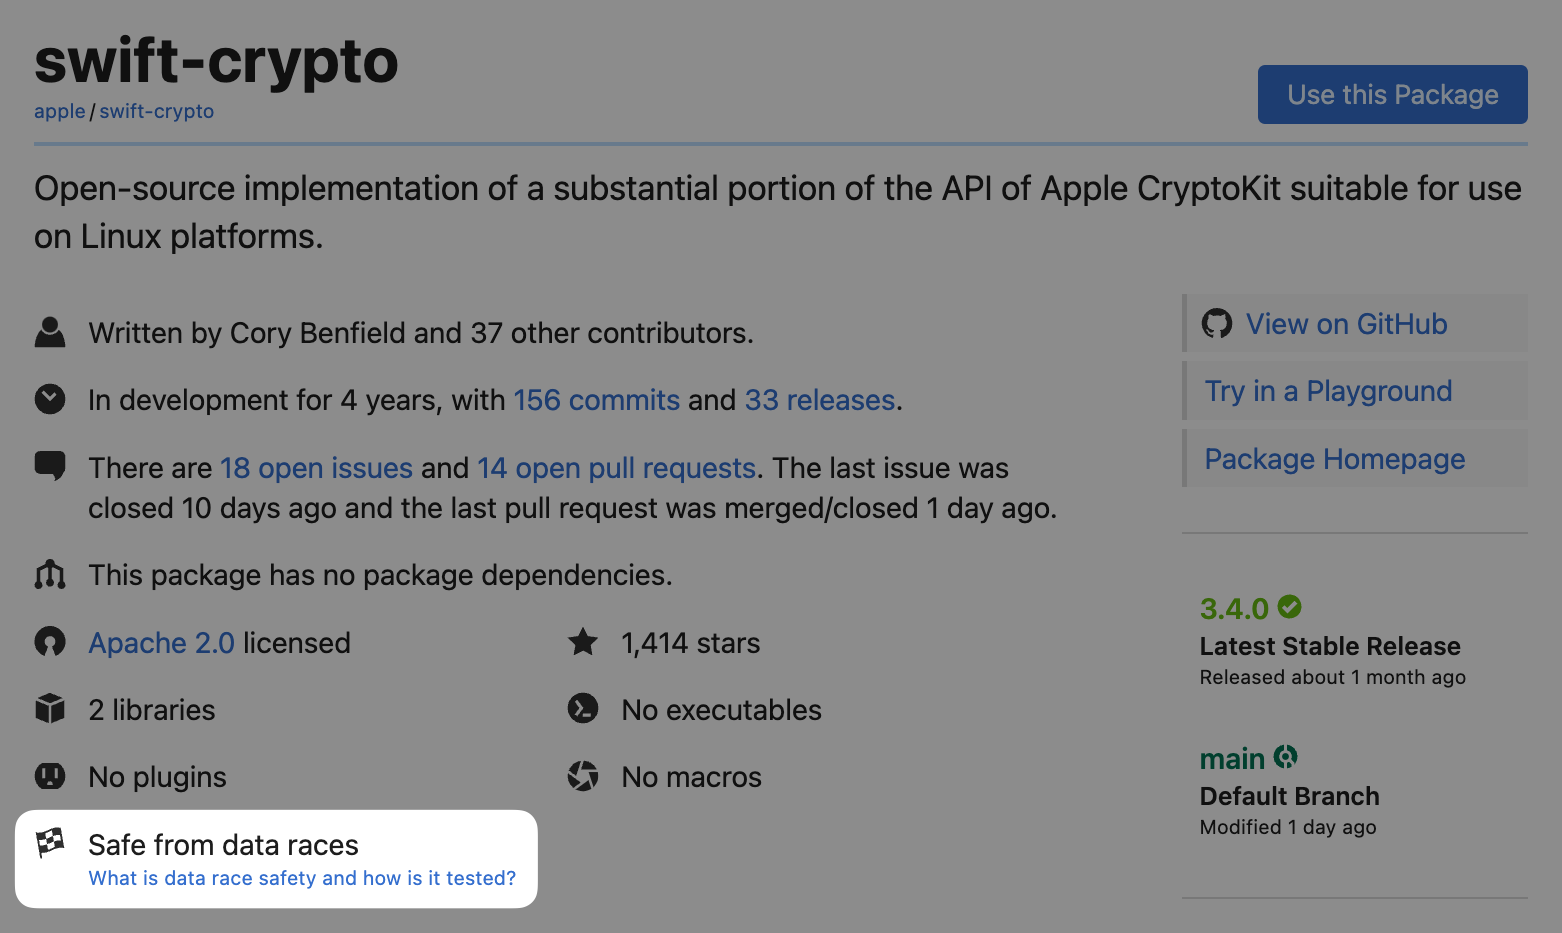 swift-crypto
apple / swift-crypto
Use this Package
Open-source implementation of a substantial portion of the API of Apple CryptoKit suitable for use
on Linux platforms.
Written by Cory Benfield and 37 other contributors.
In development for 4 years, with 156 commits and 33 releases.
There are 18 open issues and 14 open pull requests. The last issue was
closed 10 days ago and the last pull request was merged/closed 1 day ago.
This package has no package dependencies.
Apache 2.0 licensed
1,414 stars
2 libraries
No executables
No plugins
No macros
Safe from data races
What is data race safety and how is it tested?
View on GitHub
Try in a Playground
Package Homepage
3.4.0
Latest Stable Release
Released about 1 month ago
main
Default Branch
Modified 1 day ago